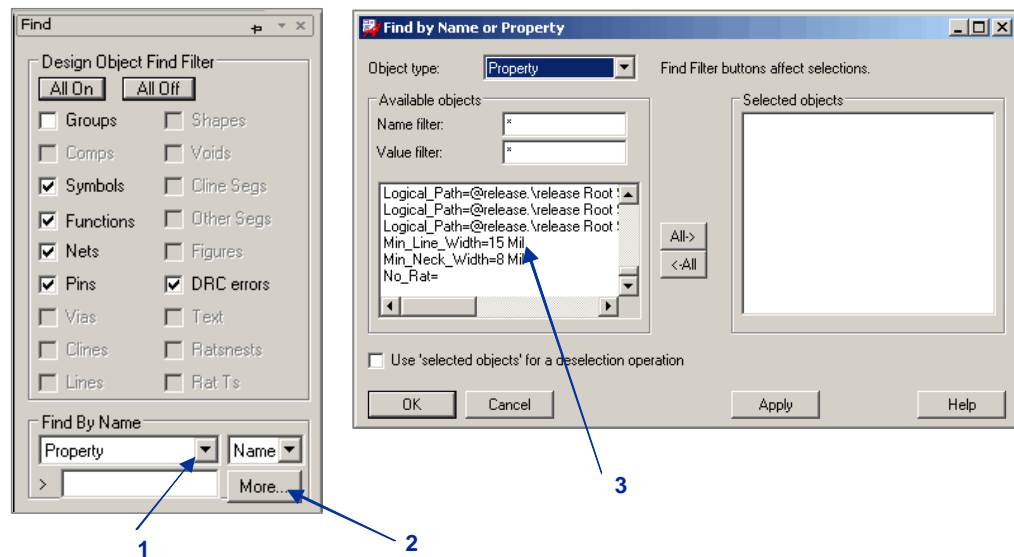 Find
Design Object Find Filter
All On All Off
Groups Shapes
Comps Voids
Symbols Cline Segs
Functions Other Segs
Nets Figures
Pins DRC errors
Vias Text
Clines Ratsnests
Lines Rat Ts
Find By Name
Property Name
> More...
1
2
Find by Name or Property
Object type: Property Find Filter buttons affect selections.
Available objects
Name filter: *
Value filter: *
Logical_Path=@release.\release Root
Logical_Path=@release.\release Root
Logical_Path=@release.\release Root
Min_Line_Width=15 Mil
Min_Neck_Width=8 Mil
No_Rat=
All->
<-All
Selected objects
Use 'selected objects' for a deselection operation
OK Cancel Apply Help
3